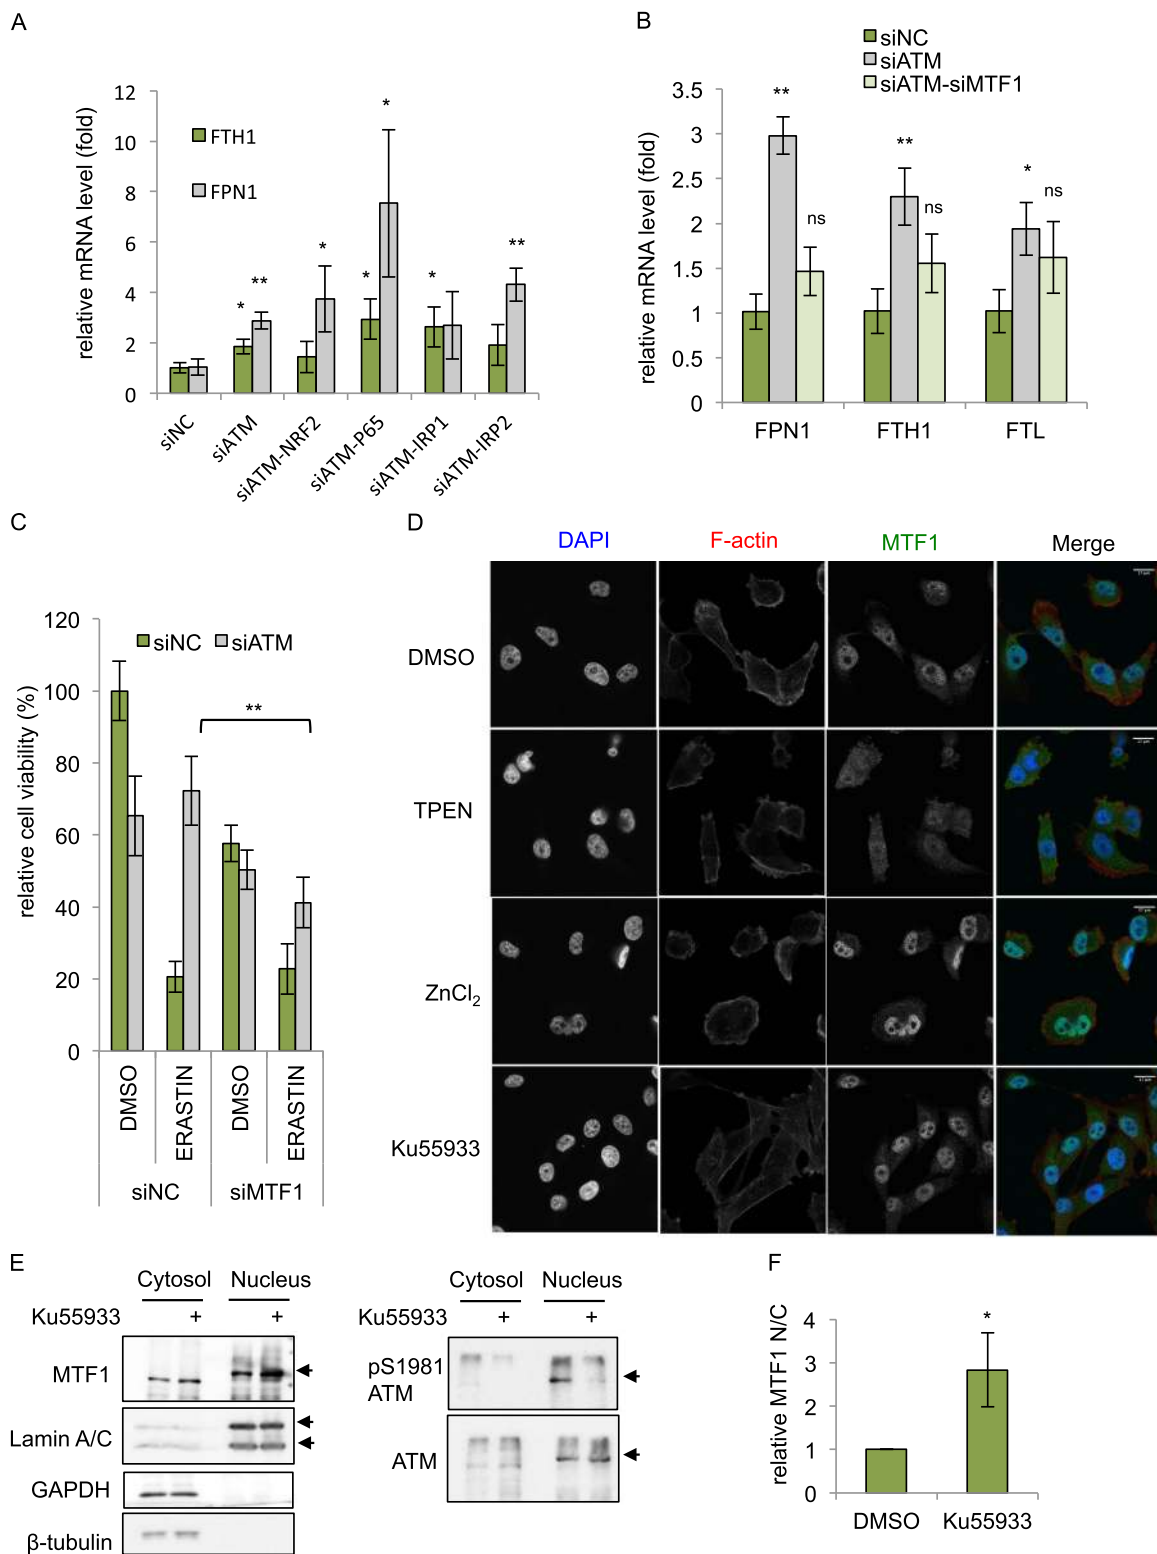 A
relative mRNA level (fold)
12
10
8
6
4
2
0
FTH1
FPN1
* ** * * * * **
siNC
siATM
siATM-NRF2
siATM-P65
siATM-IRP1
siATM-IRP2
B
siNC
siATM
siATM-siMTF1
relative mRNA level (fold)
3.5
3
2.5
2
1.5
1
0.5
0
** ns ** ns * ns
FPN1 FTH1 FTL
C
relative cell viability (%)
120
100
80
60
40
20
0
siNC siATM
**
DMSO
ERASTIN
DMSO
ERASTIN
siNC siMTF1
D
DAPI F-actin MTF1 Merge
DMSO
TPEN
ZnCl₂
Ku55933
E
Cytosol Nucleus
Ku55933 + +
MTF1
Lamin A/C
GAPDH
β-tubulin
Cytosol Nucleus
Ku55933 + +
pS1981
ATM
ATM
F
relative MTF1 N/C
4
3
2
1
0
*
DMSO Ku55933